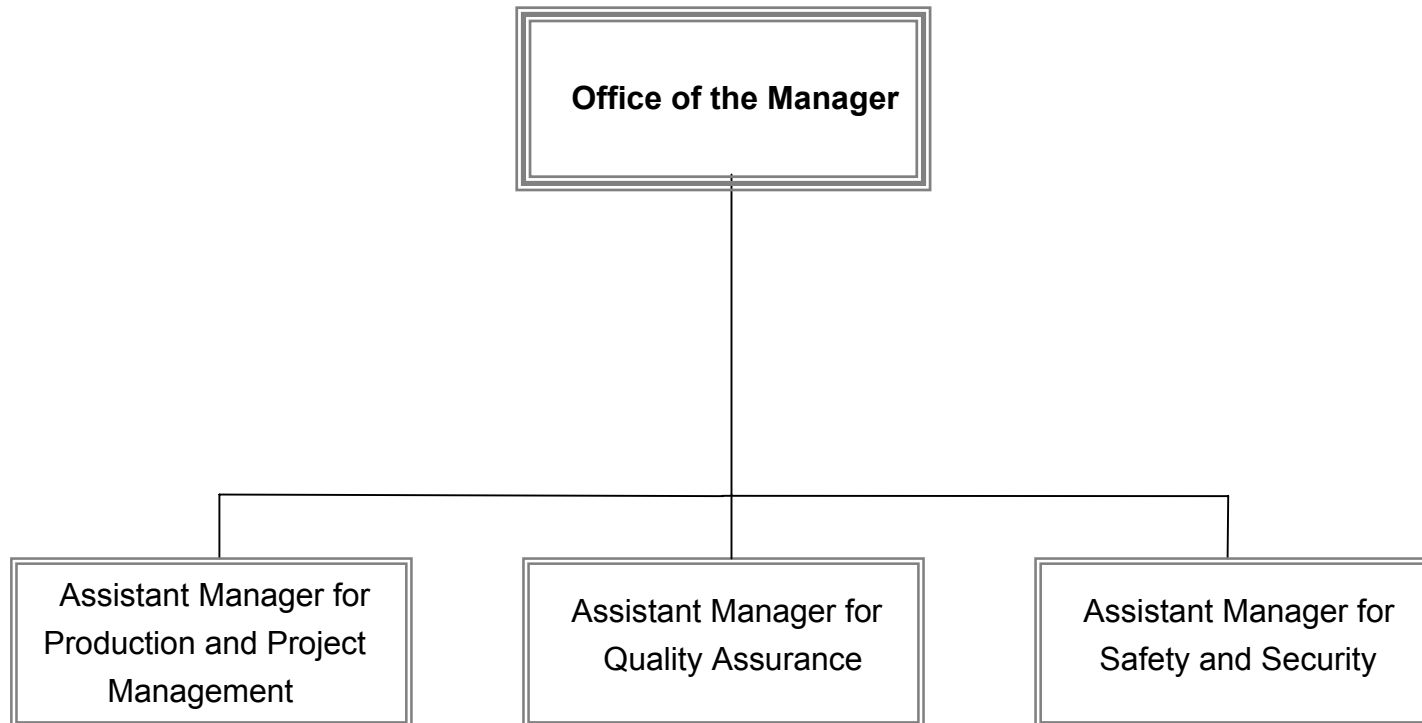 Office of the Manager
Assistant Manager for
Production and Project
Management
Assistant Manager for
Quality Assurance
Assistant Manager for
Safety and Security